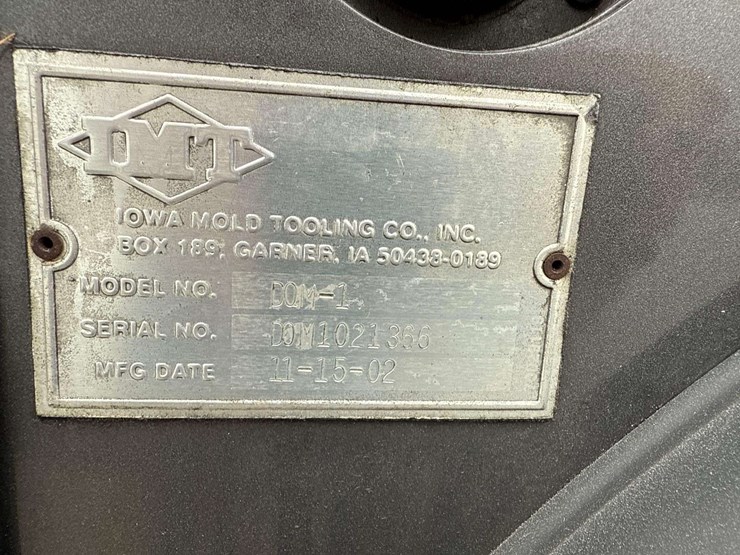 IMT
IOWA MOLD TOOLING CO., INC.
BOX 189, GARNER, IA 50438-0189
MODEL NO. DOM-1
SERIAL NO. DOM1021366
MFG DATE 11-15-02